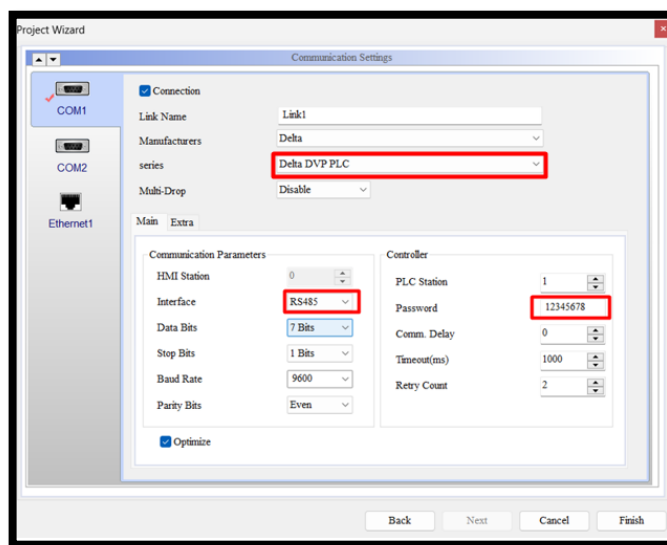 Project Wizard
Communication Settings
COM1
COM2
Ethernet1
Connection
Link Name Link1
Manufacturers Delta
series Delta DVP PLC
Multi-Drop Disable
Main Extra
Communication Parameters
HMI Station 0
Interface RS485
Data Bits 7 Bits
Stop Bits 1 Bits
Baud Rate 9600
Parity Bits Even
Optimize
Controller
PLC Station 1
Password 12345678
Comm. Delay 0
Timeout(ms) 1000
Retry Count 2
Back Next Cancel Finish